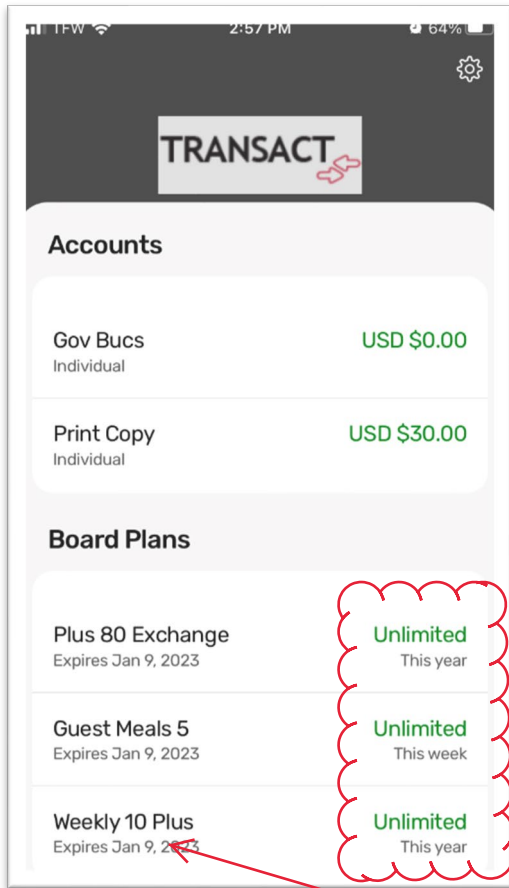 TFW 2:57 PM 64%
TRANSACT
Accounts
Gov Bucs USD $0.00
Individual
Print Copy USD $30.00
Individual
Board Plans
Plus 80 Exchange Unlimited
Expires Jan 9, 2023 This year
Guest Meals 5 Unlimited
Expires Jan 9, 2023 This week
Weekly 10 Plus Unlimited
Expires Jan 9, 2023 This year